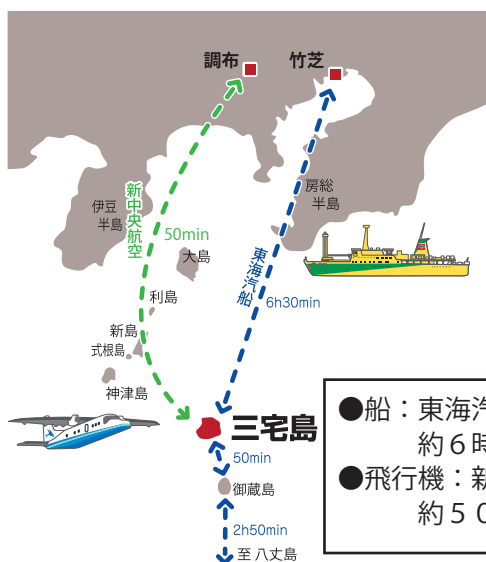 調布
竹芝
房総
半島
新中央航空
伊豆
半島
50min
大島
東海汽船
6h30min
利島
新島
式根島
神津島
三宅島
50min
御蔵島
2h50min
至 八丈島
●船：東海汽
約６時
●飛行機：新
約５０